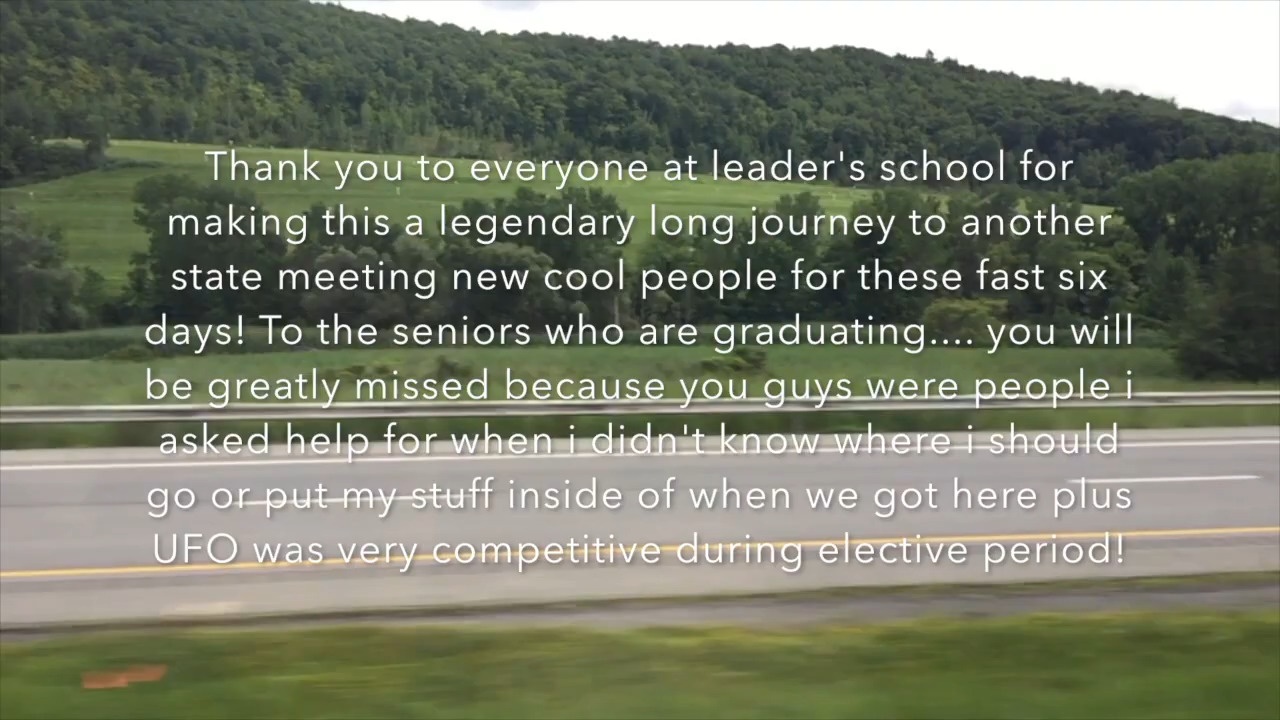 Thank you to everyone at leader's school for
making this a legendary long journey to another
state meeting new cool people for these fast six
days! To the seniors who are graduating.... you will
be greatly missed because you guys were people i
asked help for when i didn't know where i should
go or put my stuff inside of when we got here plus
UFO was very competitive during elective period!